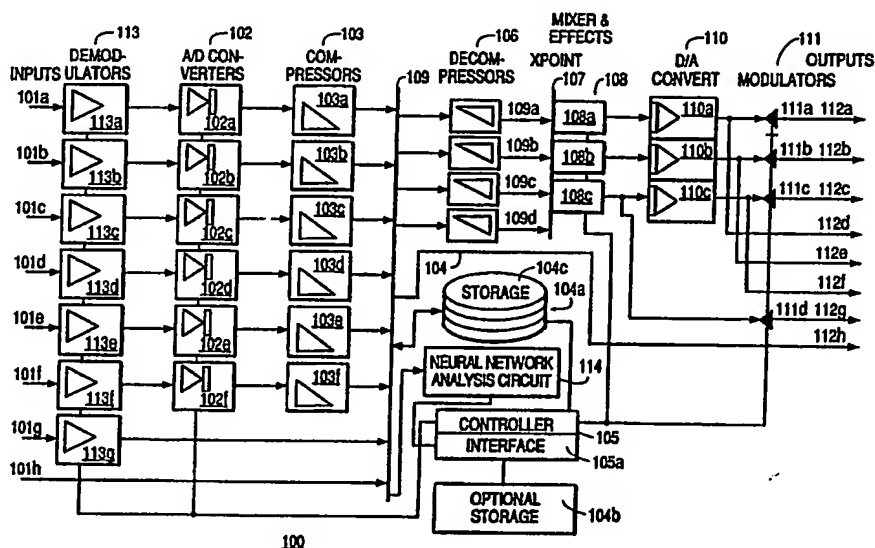 113
102
103
106
MIXER & EFFECTS
110
111
INPUTS
DEMOD-
ULATORS
A/D CON-
VERTERS
COM-
PRESSORS
109
DECOM-
PRESSORS
XPOINT
107
108
D/A
CONVERT
MODULATORS
OUTPUTS
101a
113a
102a
103a
109a
108a
110a
111a
112a
101b
113b
102b
103b
109b
108b
110b
111b
112b
101c
113c
102c
103c
109c
108c
110c
111c
112c
109d
112d
101d
113d
102d
103d
104
104c
112e
STORAGE
104a
112f
101e
113e
102e
103e
111d
112g
112h
101f
113f
102f
103f
NEURAL NETWORK
ANALYSIS CIRCUIT
114
101g
113g
CONTROLLER
105
INTERFACE
105a
101h
OPTIONAL
STORAGE
104b
100